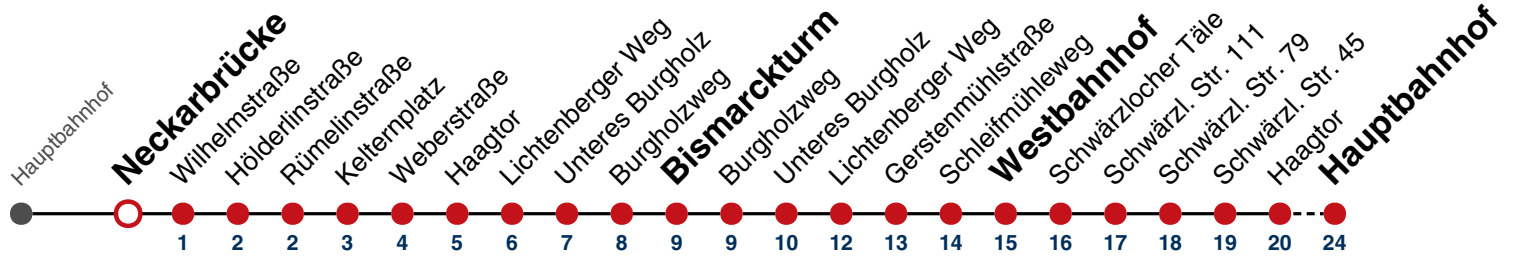 Hauptbahnhof
Neckarbrücke
Wilhelmstraße
Hölderlinstraße
Rümelinstraße
Kelternplatz
Weberstraße
Haagtor
Lichtenberger Weg
Unteres Burgholz
Burgholzweg
Bismarckturm
Burgholzweg
Unteres Burgholz
Lichtenberger Weg
Gerstenmühlstraße
Schleifmühleweg
Westbahnhof
Schwärzlocher Täle
Schwärzl. Str. 111
Schwärzl. Str. 79
Schwärzl. Str. 45
Haagtor
Hauptbahnhof
1 2 2 3 4 5 6 7 8 9 9 10 12 13 14 15 16 17 18 19 20 24